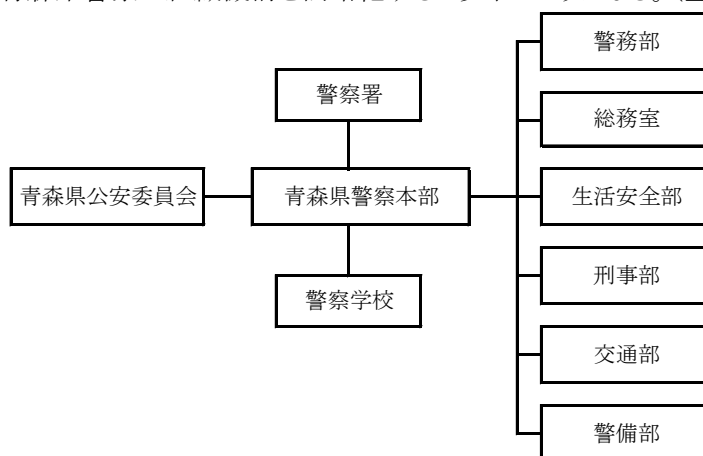 警務部
警察署
総務室
青森県公安委員会
青森県警察本部
生活安全部
警察学校
刑事部
交通部
警備部